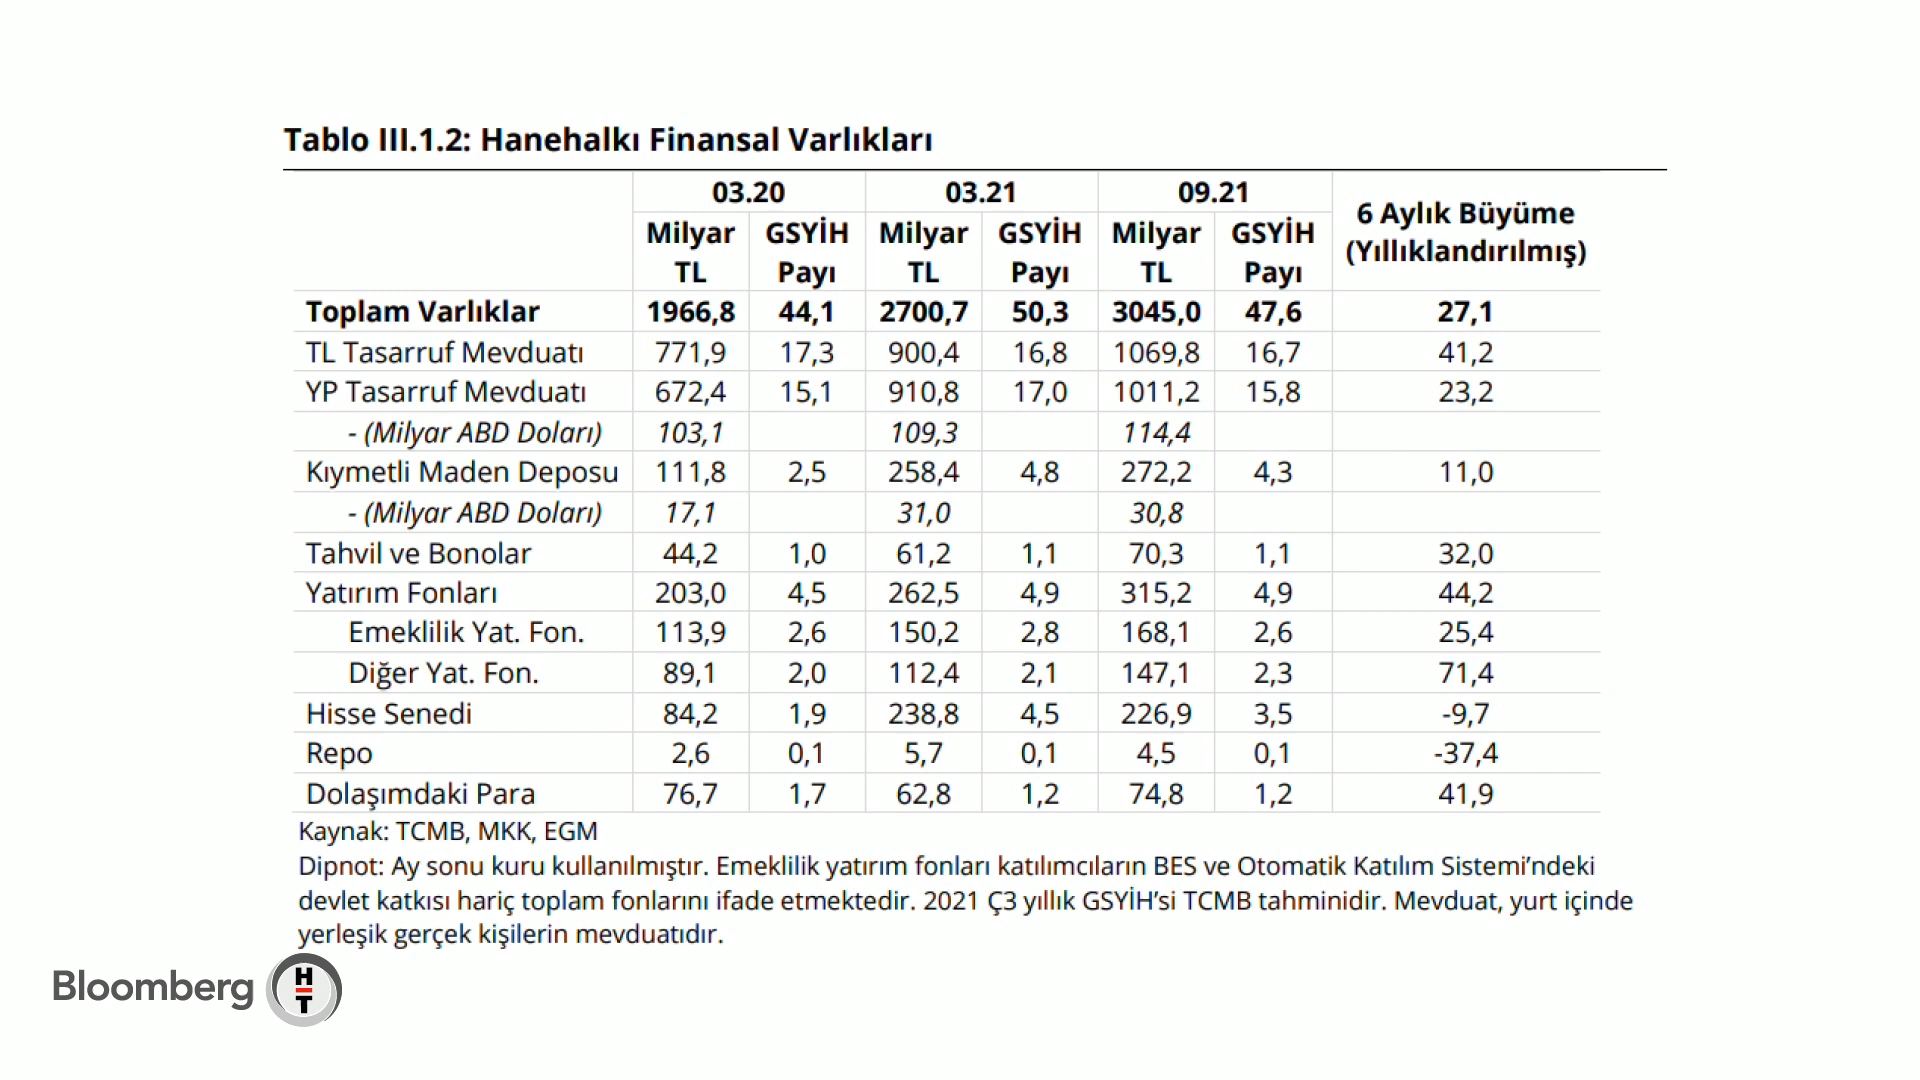 Tablo III.1.2: Hanehalkı Finansal Varlıkları
03.20 03.21 09.21 6 Aylık Büyüme (Yıllıklandırılmış)
Milyar TL GSYİH Payı Milyar TL GSYİH Payı Milyar TL GSYİH Payı
Toplam Varlıklar 1966,8 44,1 2700,7 50,3 3045,0 47,6 27,1
TL Tasarruf Mevduatı 771,9 17,3 900,4 16,8 1069,8 16,7 41,2
YP Tasarruf Mevduatı 672,4 15,1 910,8 17,0 1011,2 15,8 23,2
- (Milyar ABD Doları) 103,1 109,3 114,4
Kıymetli Maden Deposu 111,8 2,5 258,4 4,8 272,2 4,3 11,0
- (Milyar ABD Doları) 17,1 31,0 30,8
Tahvil ve Bonolar 44,2 1,0 61,2 1,1 70,3 1,1 32,0
Yatırım Fonları 203,0 4,5 262,5 4,9 315,2 4,9 44,2
Emeklilik Yat. Fon. 113,9 2,6 150,2 2,8 168,1 2,6 25,4
Diğer Yat. Fon. 89,1 2,0 112,4 2,1 147,1 2,3 71,4
Hisse Senedi 84,2 1,9 238,8 4,5 226,9 3,5 -9,7
Repo 2,6 0,1 5,7 0,1 4,5 0,1 -37,4
Dolaşımdaki Para 76,7 1,7 62,8 1,2 74,8 1,2 41,9
Kaynak: TCMB, MKK, EGM
Dipnot: Ay sonu kuru kullanılmıştır. Emeklilik yatırım fonları katılımcıların BES ve Otomatik Katılım Sistemi’ndeki
devlet katkısı hariç toplam fonlarını ifade etmektedir. 2021 Ç3 yıllık GSYİH’si TCMB tahminidir. Mevduat, yurt içinde
yerleşik gerçek kişilerin mevduatıdır.
Bloomberg HT